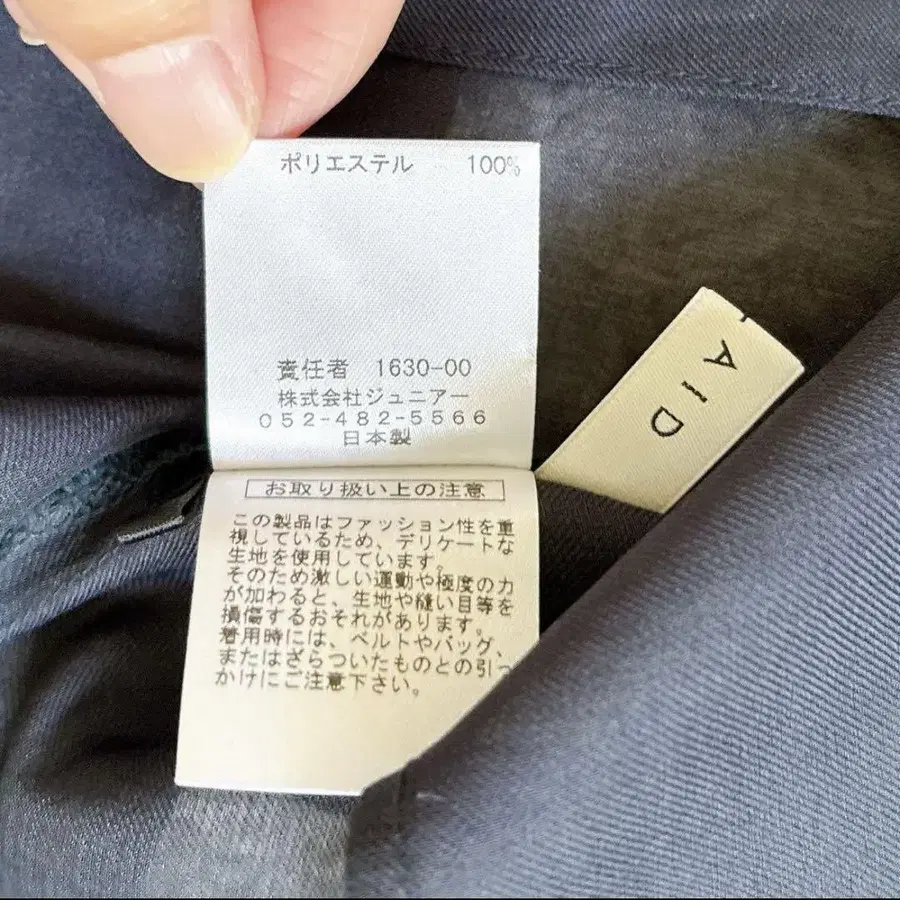 ポリエステル 100%
責任者 1630-00
株式会社ジュニアー
052-482-5566
日本製
お取り扱い上の注意
この製品はファッション性を重
視しているため、デリケートな
生地を使用しています。
そのため激しい運動や極度の力
が加わると、生地や縫い目等を
損傷するおそれがあります。
着用時には、ベルトやバッグ、
またはざらついたものとの引っ
かけにご注意下さい。
AID